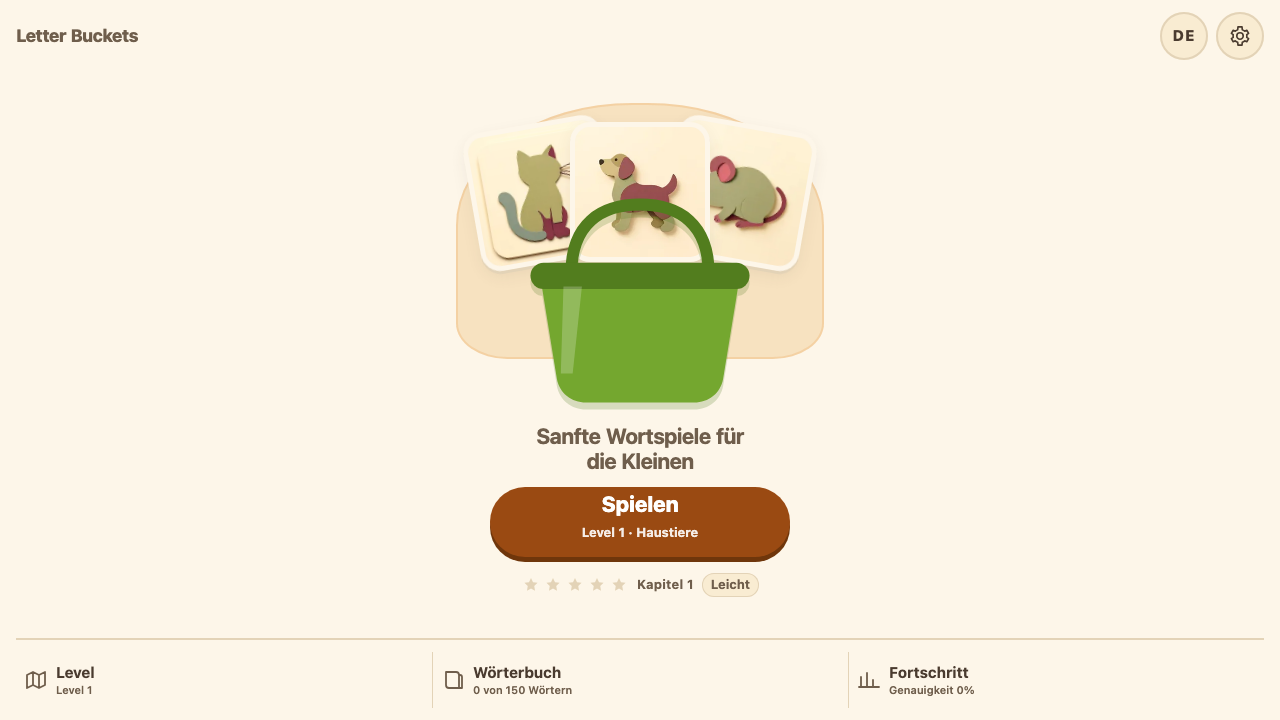 Letter Buckets
DE
Sanfte Wortspiele für
die Kleinen
Spielen
Level 1 · Haustiere
Kapitel 1 Leicht
Level
Level 1
Wörterbuch
0 von 150 Wörtern
Fortschritt
Genauigkeit 0%